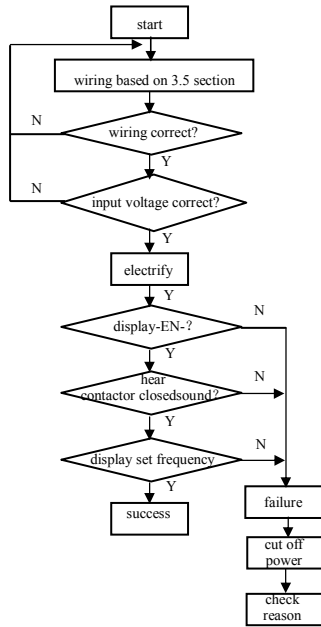 start
wiring based on 3.5 section
N
wiring correct?
Y
N
input voltage correct?
Y
electrify
Y
N
display-EN-?
Y
hear
N
contactor closedsound?
Y
N
display set frequency
Y
success
failure
cut off
power
check
reason